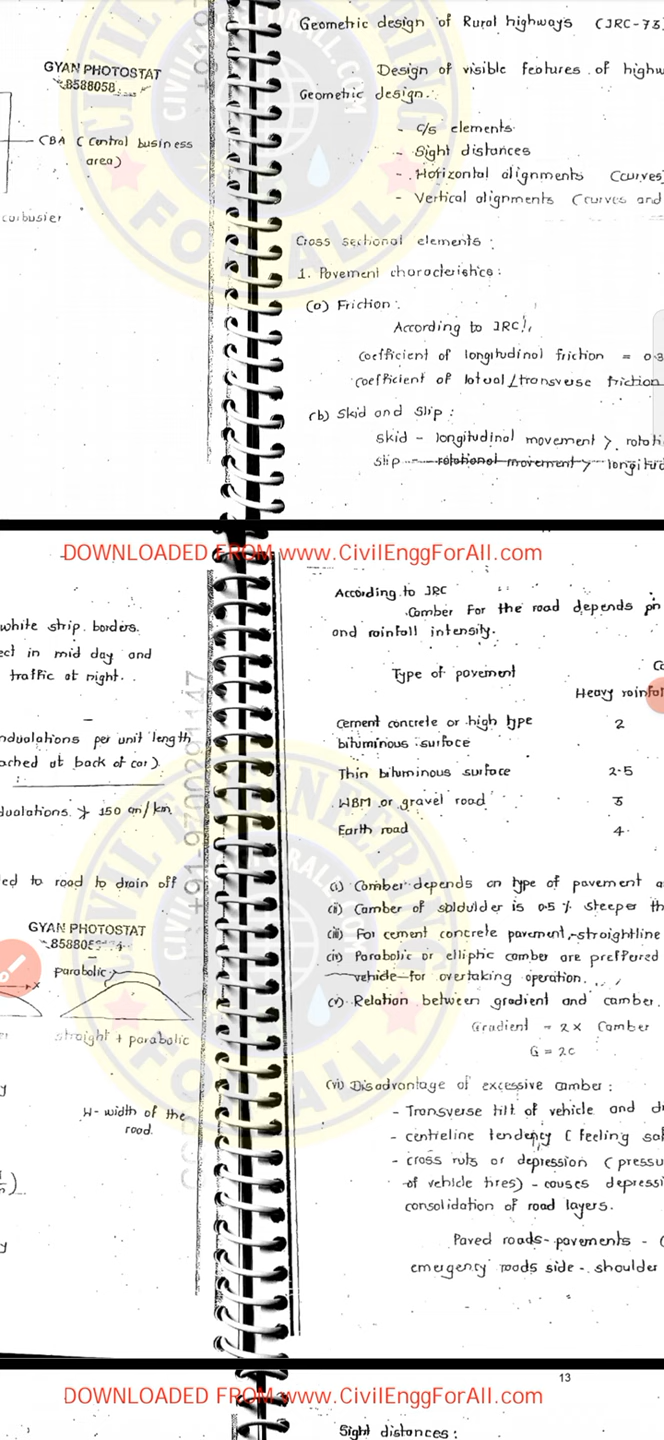 Geometric design of Rural highways (IRC-73
GYAN PHOTOSTAT
8588058
Design of visible features of highw
Geometric design.
- C/S elements
- Sight distances
CBA (Central business
area)
- Horizontal alignments (curves)
- Vertical alignments (curves and
corbusier
Cross sectional elements :
1. Pavement characteristics :
(a) Friction :
According to IRC,
Coefficient of longitudinal friction = 0.3
coefficient of lateral/transverse friction
(b) Skid and Slip :
Skid - longitudinal movement > rotati
Slip - rotational movement > longitud
DOWNLOADED FROM www.CivilEnggForAll.com
white strip borders.
ect in mid day and
traffic at night.
ndualations per unit length
ached at back of car).
dualations ≯ 150 cm/km.
ded to road to drain off
GYAN PHOTOSTAT
parabolic
x
straight + parabolic
W- width of the
road.
According to IRC
Camber For the road depends on
and rainfall intensity.
Type of pavement
Heavy rainfal
Cement concrete or high type 2
bituminous surface
Thin bituminous surface 2.5
WBM or gravel road 3
Earth road 4
(i) Camber depends on type of pavement a
(ii) Camber of shloulder is 0.5 % steeper th
(iii) For cement concrete pavement, straightline
(iv) Parabolic or elliptic camber are preffered
vehicle for overtaking operation.
(v) Relation between gradient and camber.
Gradient = 2 x Camber
G = 2C
(vi) Disadvantage of excessive camber :
- Transverse tilt of vehicle and di
- centreline tendency (feeling saf
- cross ruts or depression (pressu
of vehicle tires) - causes depressi
consolidation of road layers.
Paved roads - pavements - (
emergency roads side - shoulder
13
DOWNLOADED FROM www.CivilEnggForAll.com
Sight distances :